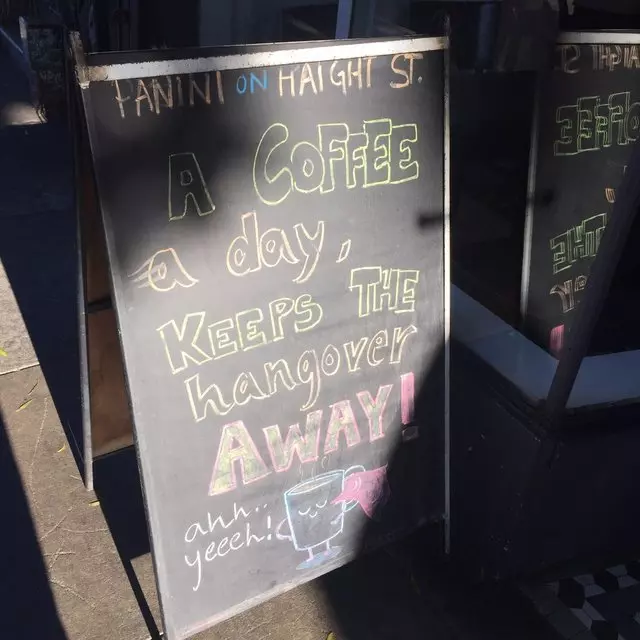 PANINI ON HAIGHT ST.
A COFFEE
a day,
KEEPS THE
hangover
AWAY!
ahh..
yeeeh!